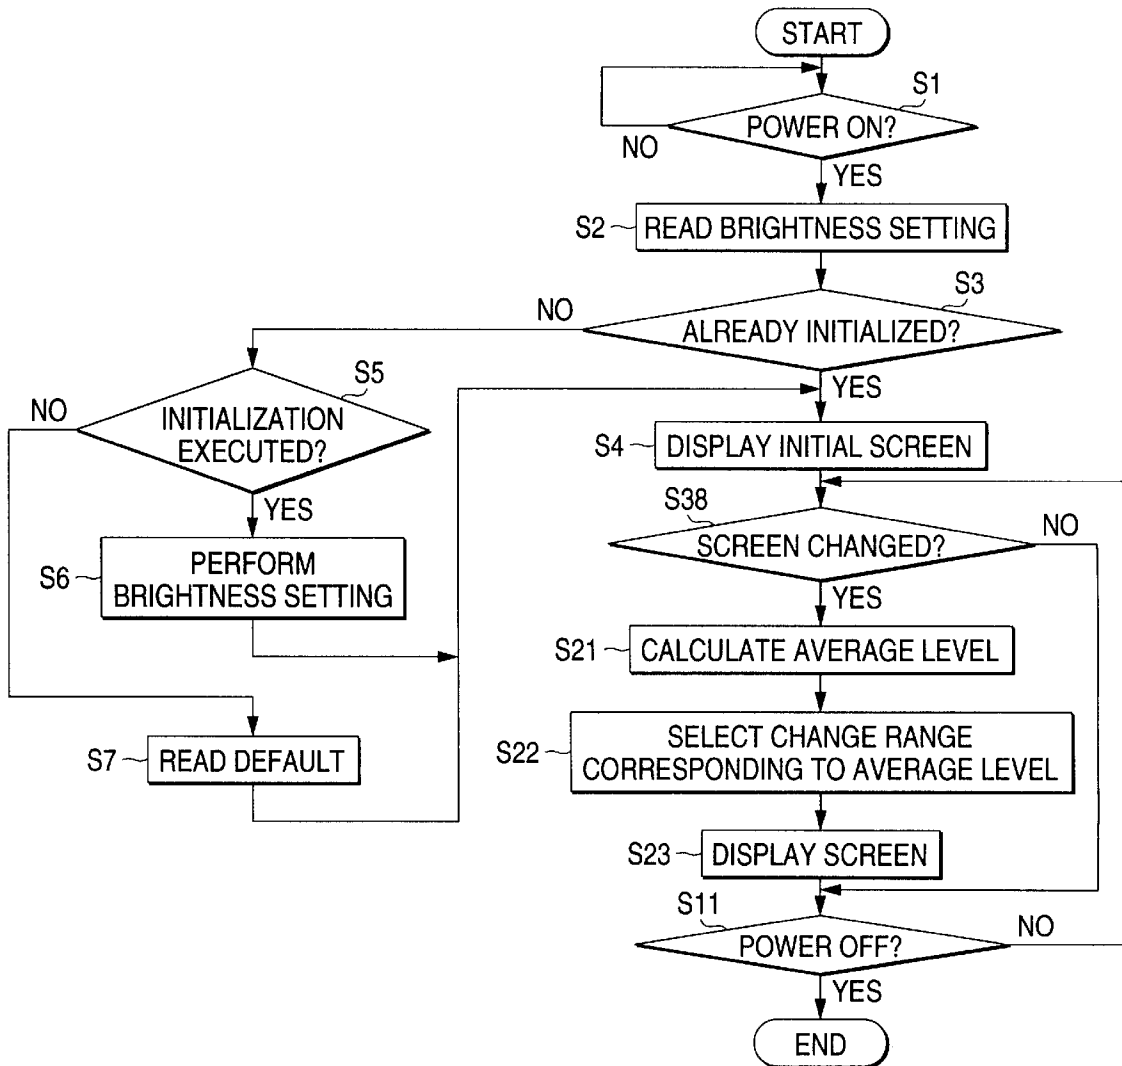 START
S1
POWER ON?
NO
YES
S2
READ BRIGHTNESS SETTING
S3
NO
ALREADY INITIALIZED?
YES
S5
NO
INITIALIZATION
EXECUTED?
YES
S6
PERFORM
BRIGHTNESS SETTING
S7
READ DEFAULT
S4
DISPLAY INITIAL SCREEN
S38
NO
SCREEN CHANGED?
YES
S21
CALCULATE AVERAGE LEVEL
S22
SELECT CHANGE RANGE
CORRESPONDING TO AVERAGE LEVEL
S23
DISPLAY SCREEN
S11
NO
POWER OFF?
YES
END